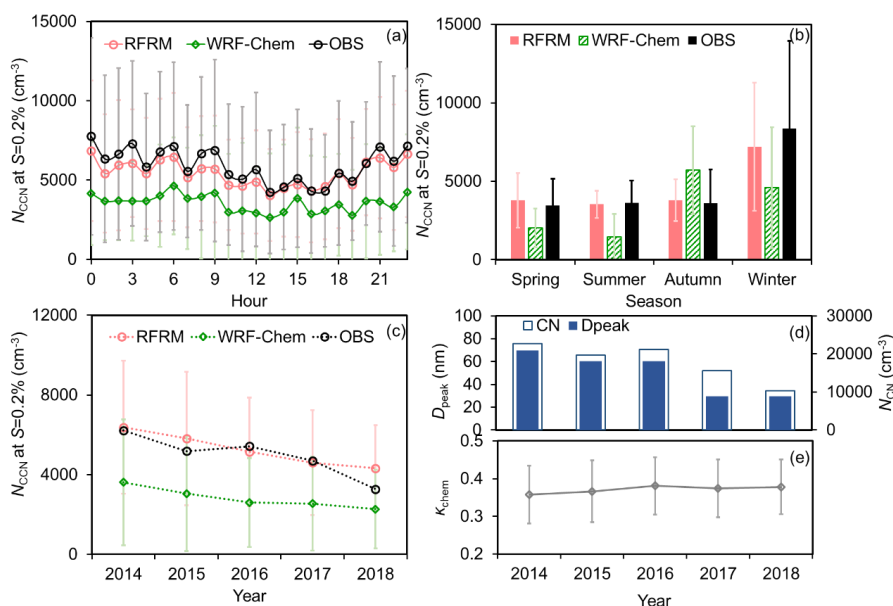 15000
10000
5000
0
N_CCN at S=0.2% (cm⁻³)
RFRM WRF-Chem OBS (a)
0 3 6 9 12 15 18 21
Hour
15000
10000
5000
0
N_CCN at S=0.2% (cm⁻³)
RFRM WRF-Chem OBS (b)
Spring Summer Autumn Winter
Season
12000
8000
4000
0
N_CCN at S=0.2% (cm⁻³)
RFRM WRF-Chem OBS (c)
2014 2015 2016 2017 2018
Year
100
80
60
40
20
0
D_peak (nm)
CN Dpeak (d)
30000
20000
10000
0
N_CN (cm⁻³)
0.5
0.4
0.3
0.2
κ_chem
(e)
2014 2015 2016 2017 2018
Year